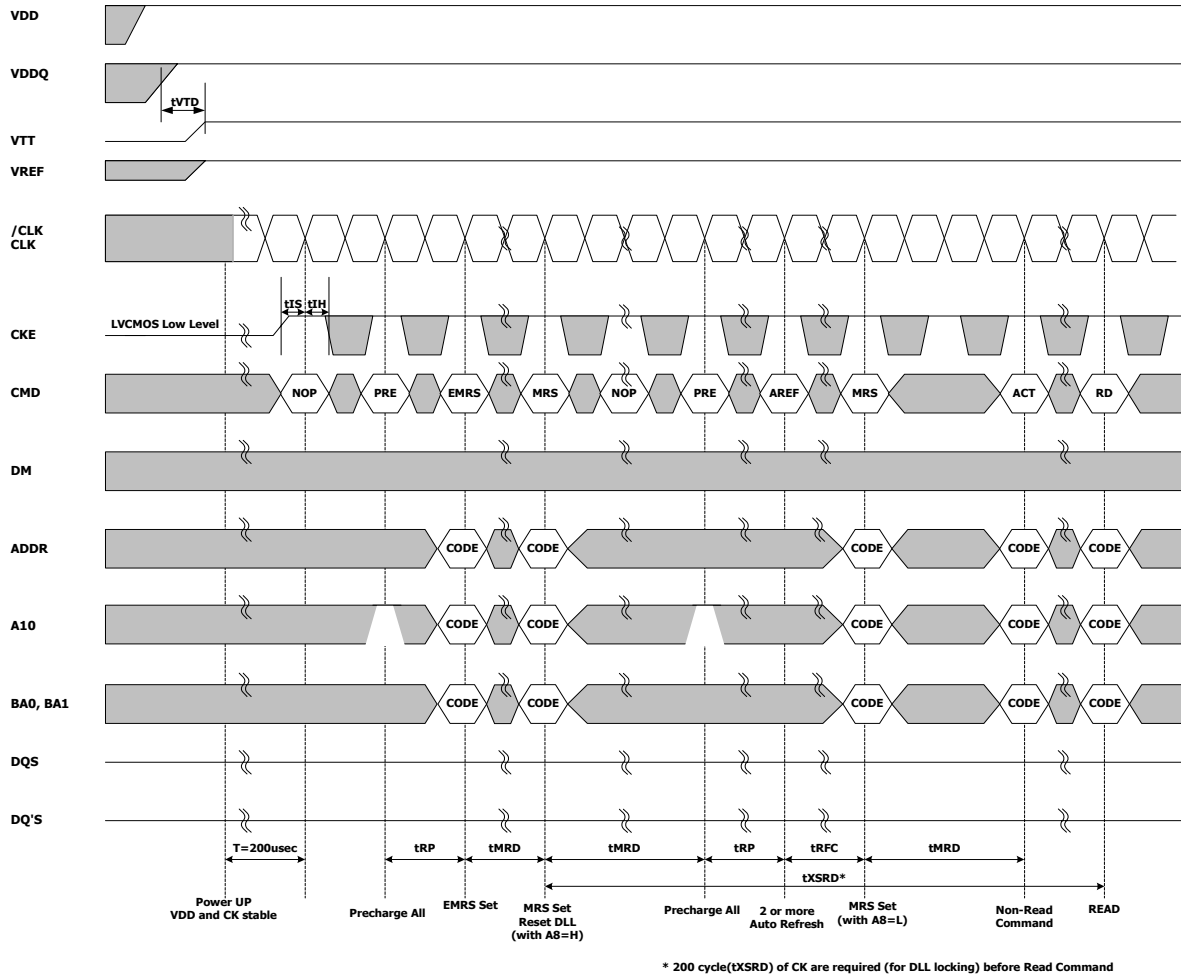 VDD
VDDQ
tVTD
VTT
VREF
/CLK
CLK
tIS tIH
CKE LVCMOS Low Level
CMD NOP PRE EMRS MRS NOP PRE AREF MRS ACT RD
DM
ADDR CODE CODE CODE CODE CODE
A10 CODE CODE CODE CODE CODE
BA0, BA1 CODE CODE CODE CODE CODE
DQS
DQ'S
T=200usec tRP tMRD tMRD tRP tRFC tMRD
tXSRD*
Power UP
VDD and CK stable
Precharge All
EMRS Set
MRS Set
Reset DLL
(with A8=H)
Precharge All
2 or more
Auto Refresh
MRS Set
(with A8=L)
Non-Read
Command
READ
* 200 cycle(tXSRD) of CK are required (for DLL locking) before Read Command